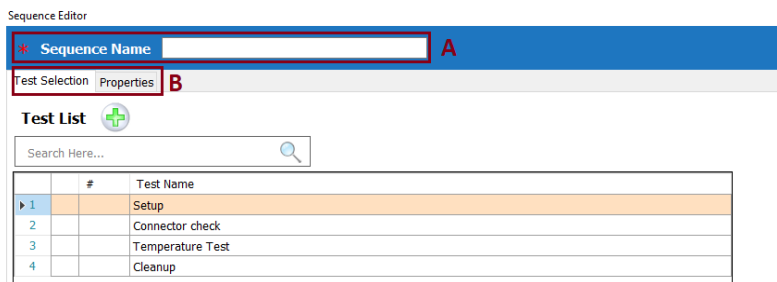 Sequence Editor
* Sequence Name A
Test Selection Properties B
Test List
Search Here...
# Test Name
1 Setup
2 Connector check
3 Temperature Test
4 Cleanup